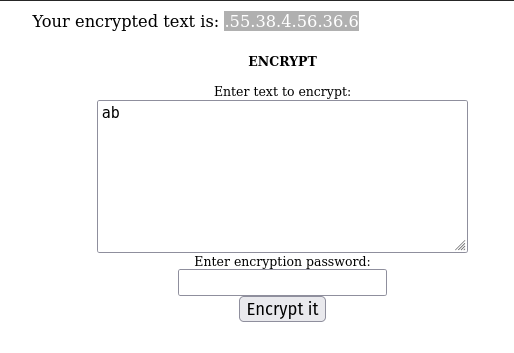 Your encrypted text is: .55.38.4.56.36.6
ENCRYPT
Enter text to encrypt:
ab
Enter encryption password:
Encrypt it